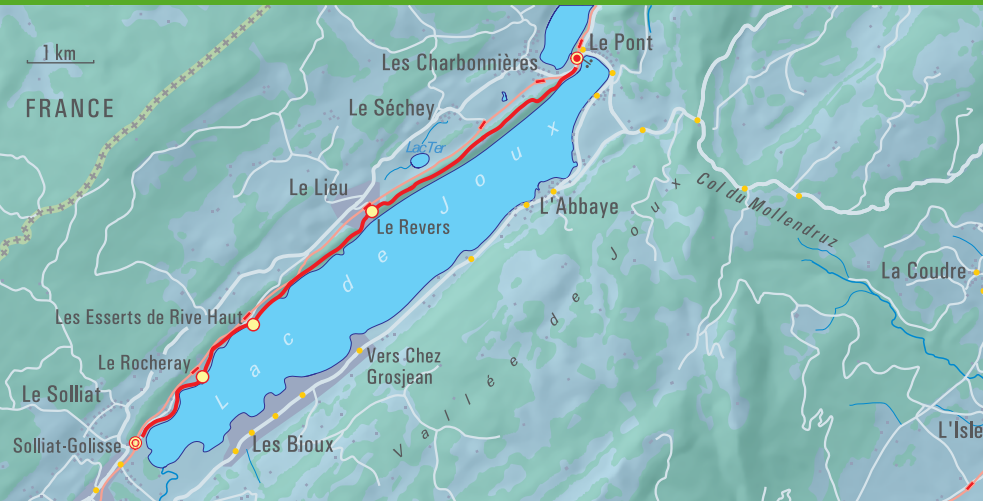 1 km
FRANCE
Le Pont
Les Charbonnières
Le Séchey
Lac Ter
Le Lieu
Le Revers
L'Abbaye
Col du Mollendruz
La Coudre
Lac de Joux
Vallée de Joux
Les Esserts de Rive Haut
Le Rocheray
Vers Chez
Grosjean
Le Solliat
Solliat-Golisse
Les Bioux
L'Isle